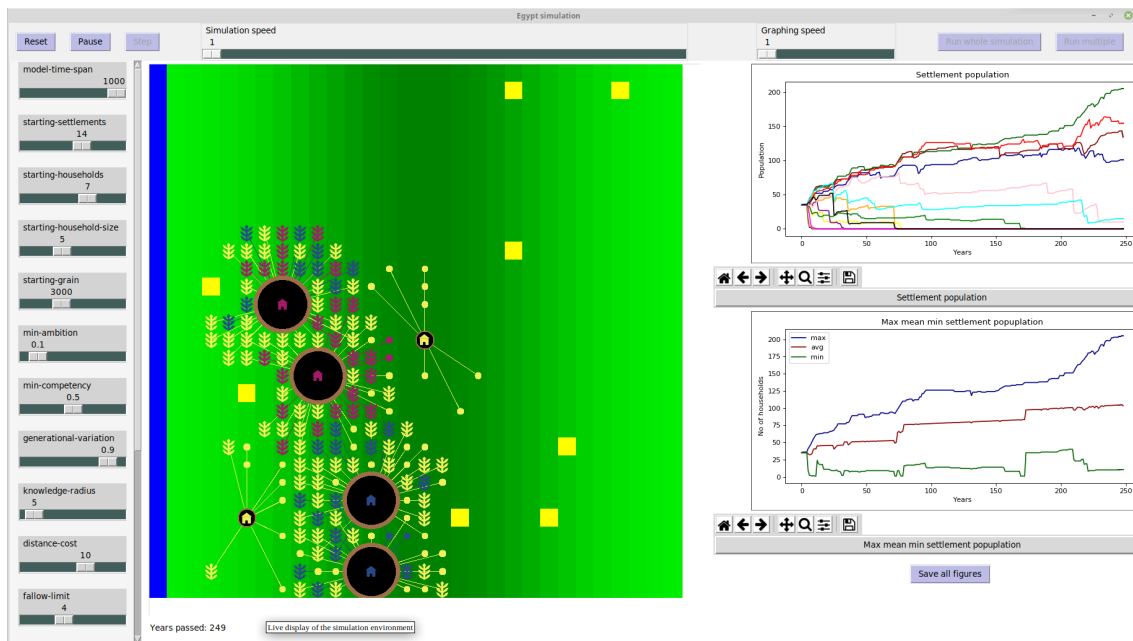 Egypt simulation
Reset
Pause
Step
Simulation speed
1
Graphing speed
1
Run whole simulation
Run multiple
model-time-span
1000
starting-settlements
14
starting-households
7
starting-household-size
5
starting-grain
3000
min-ambition
0.1
min-competency
0.5
generational-variation
0.9
knowledge-radius
5
distance-cost
10
fallow-limit
4
Years passed: 249
Live display of the simulation environment
Settlement population
Population
200
150
100
50
0
0 50 100 150 200 250
Years
Settlement population
Max mean min settlement popuplation
max
avg
min
No of households
200
175
150
125
100
75
50
25
0
0 50 100 150 200 250
Years
Max mean min settlement popuplation
Save all figures